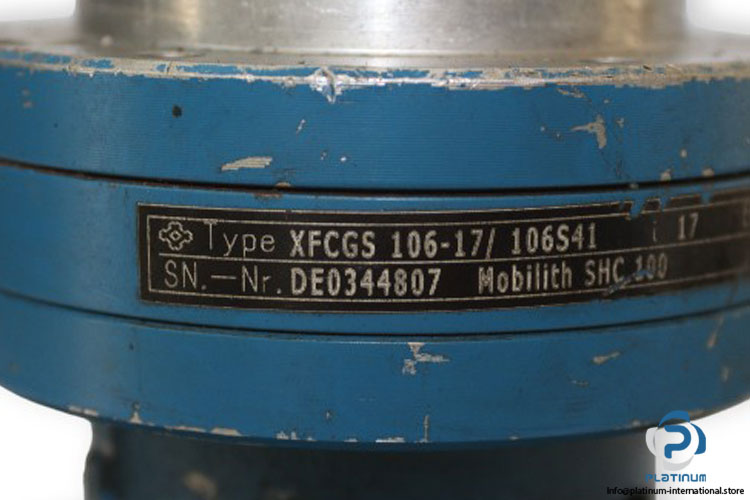 Type XFCGS 106-17/ 106S41 i 17
SN.-Nr. DE0344807 Mobilith SHC 100
PLATINUM
info@platinum-international.store